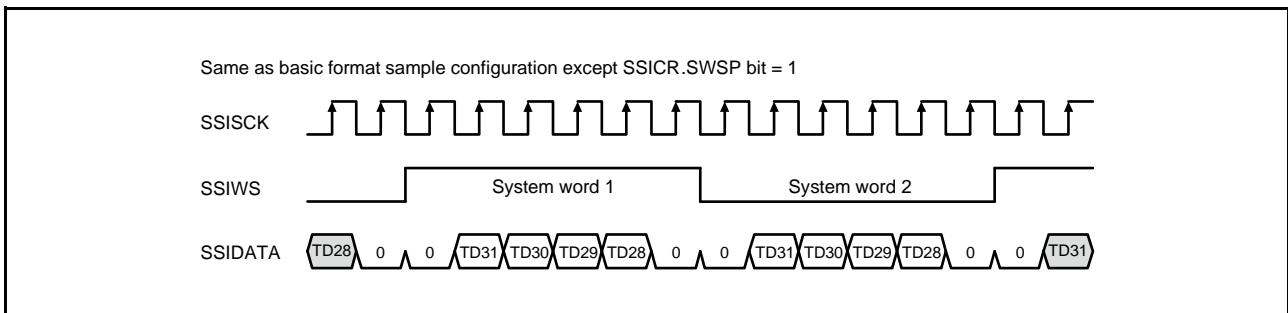 Same as basic format sample configuration except SSICR.SWSP bit = 1
SSISCK
SSIWS System word 1 System word 2
SSIDATA TD28 0 0 TD31 TD30 TD29 TD28 0 0 TD31 TD30 TD29 TD28 0 0 TD31